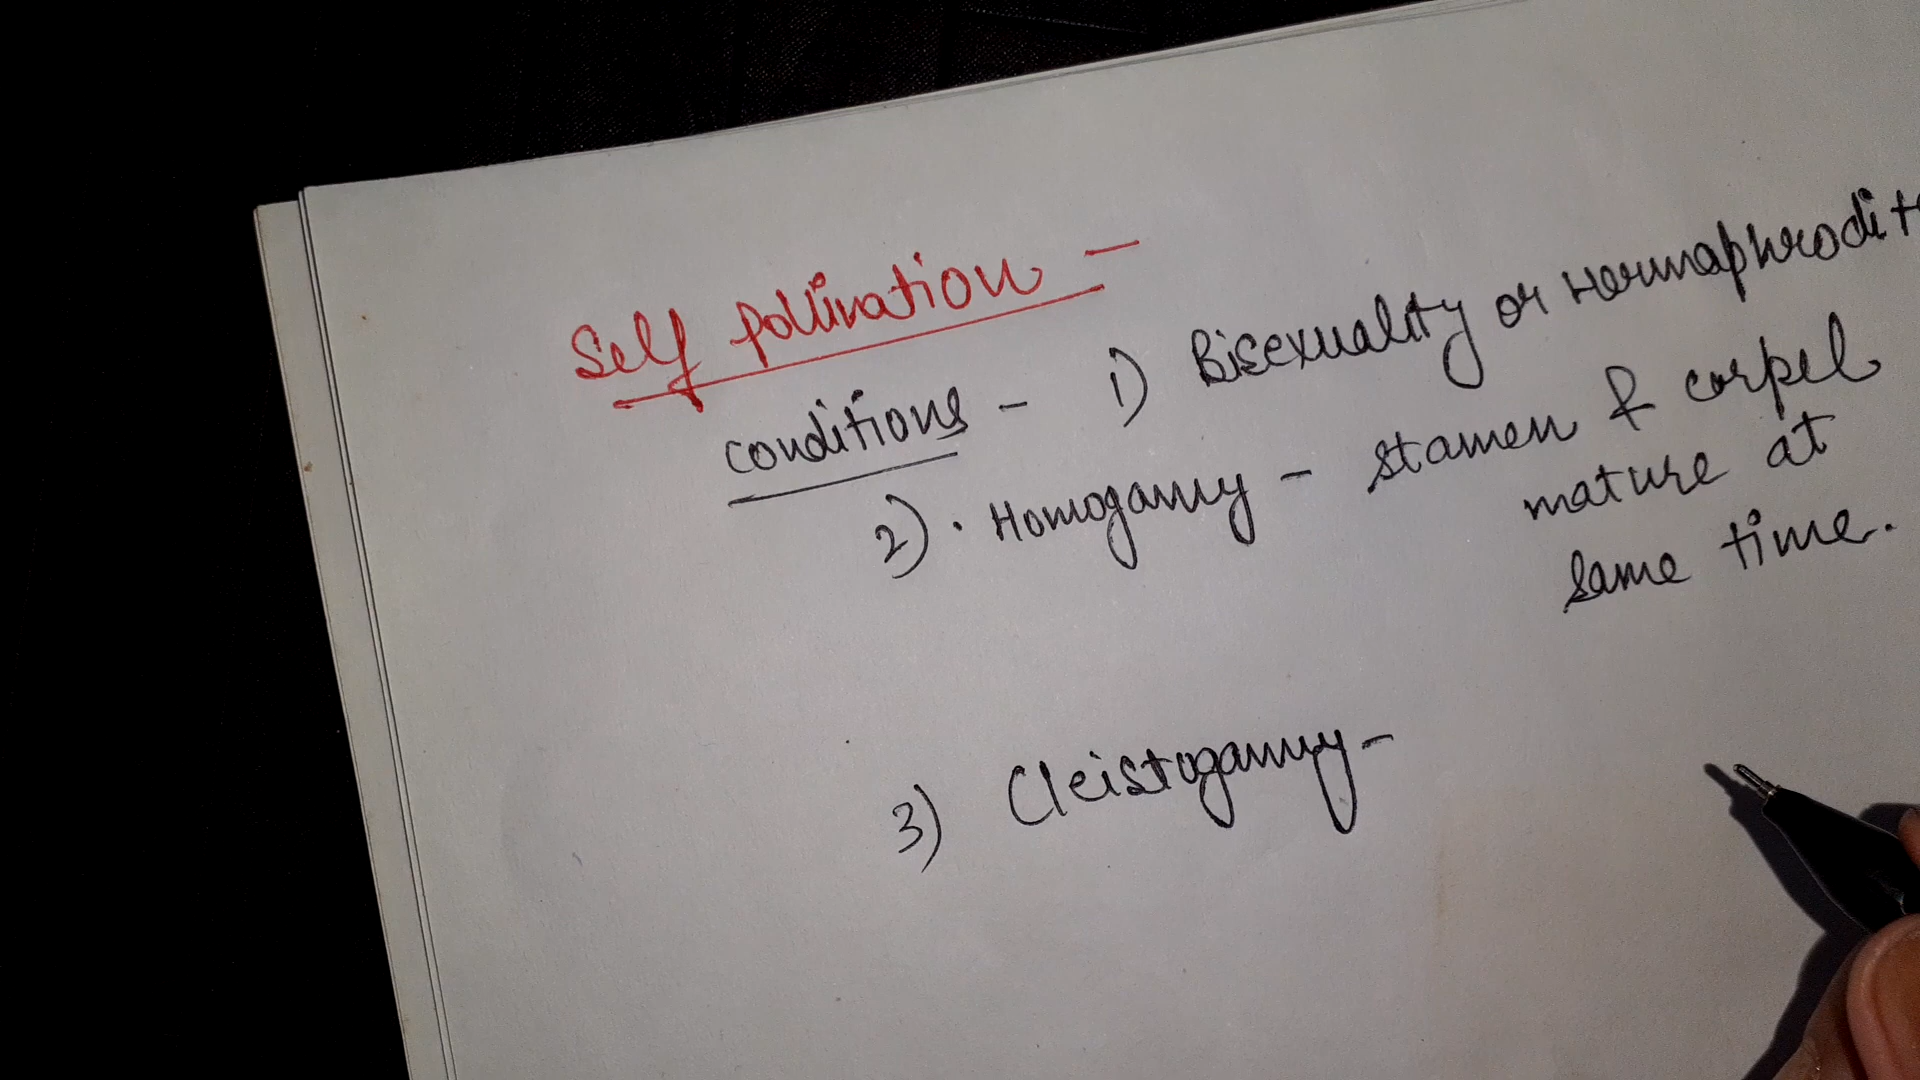 Self pollination -
conditions - 1) Bisexuality or Hermaphrodit
2) . Homogamy - stamen & carpel
mature at
same time.
3) Cleistogamy -